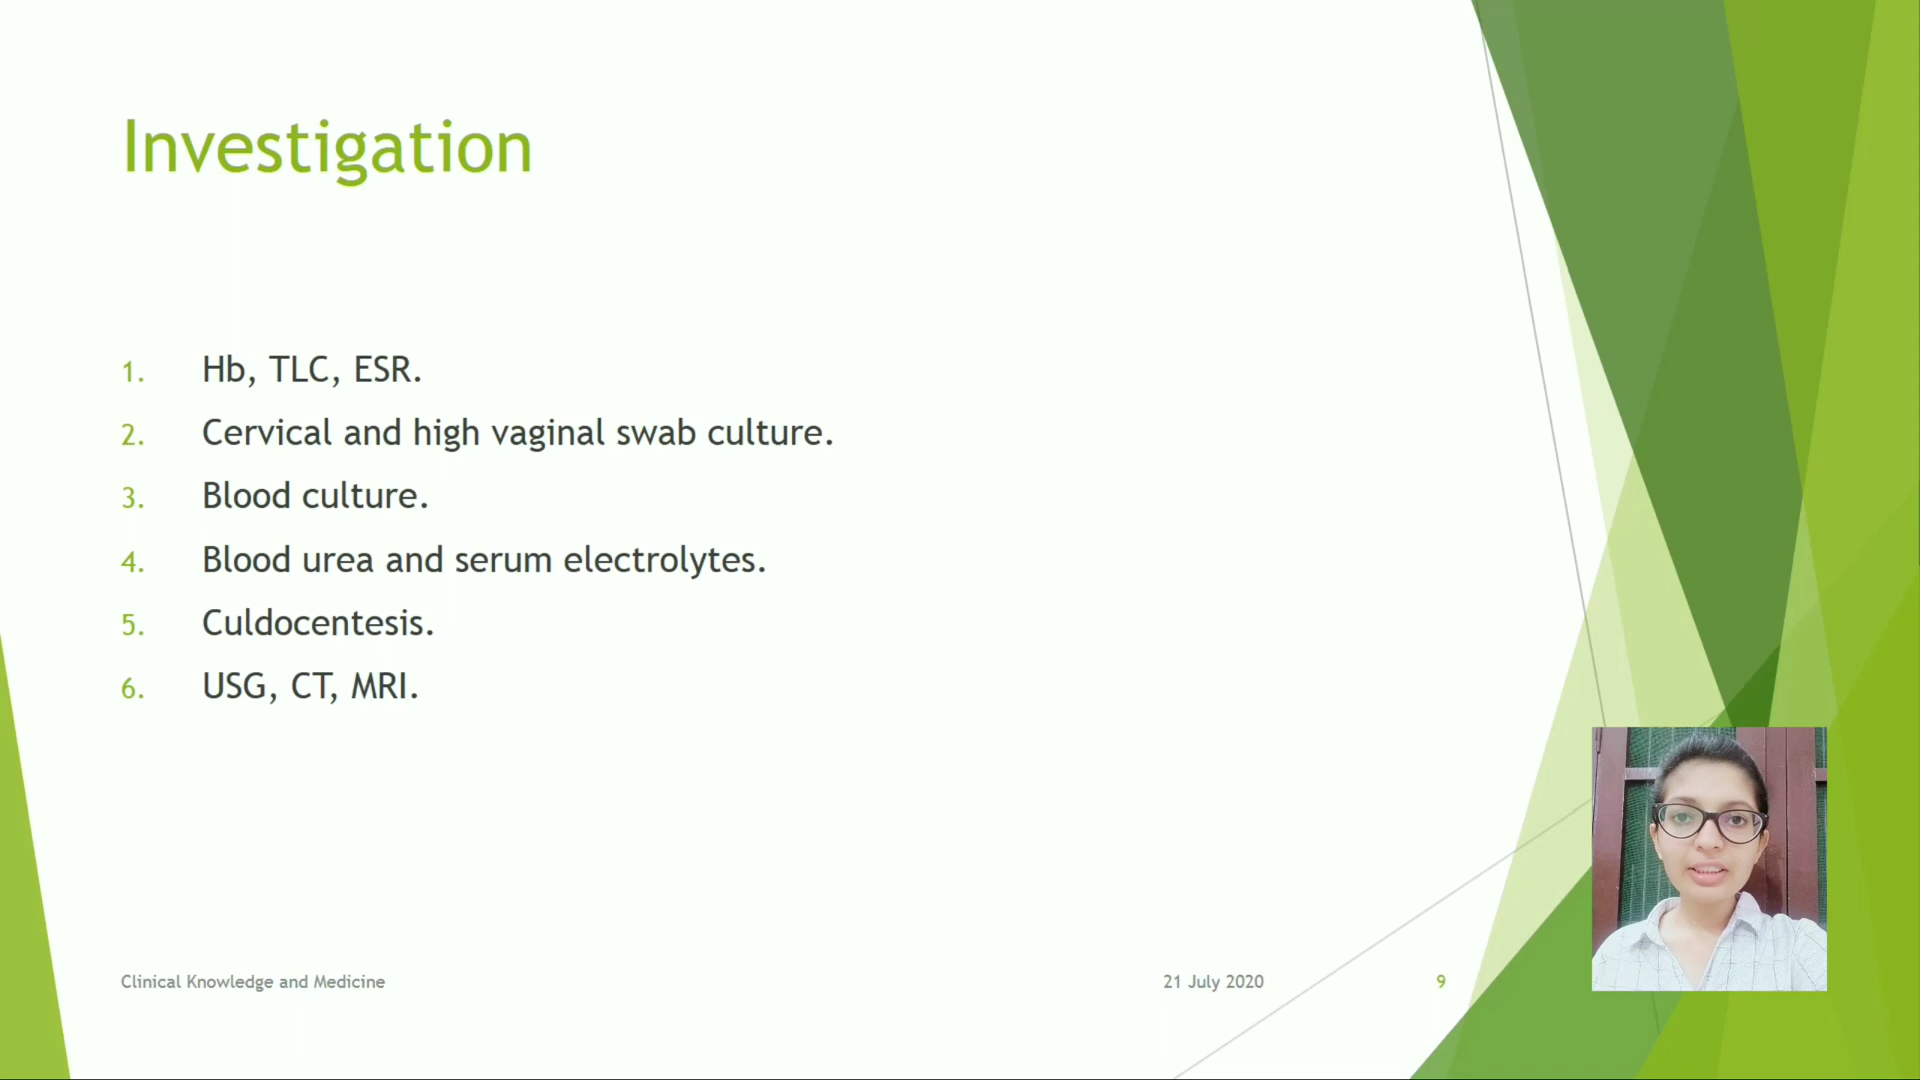 Investigation
1. Hb, TLC, ESR.
2. Cervical and high vaginal swab culture.
3. Blood culture.
4. Blood urea and serum electrolytes.
5. Culdocentesis.
6. USG, CT, MRI.
Clinical Knowledge and Medicine 21 July 2020 9